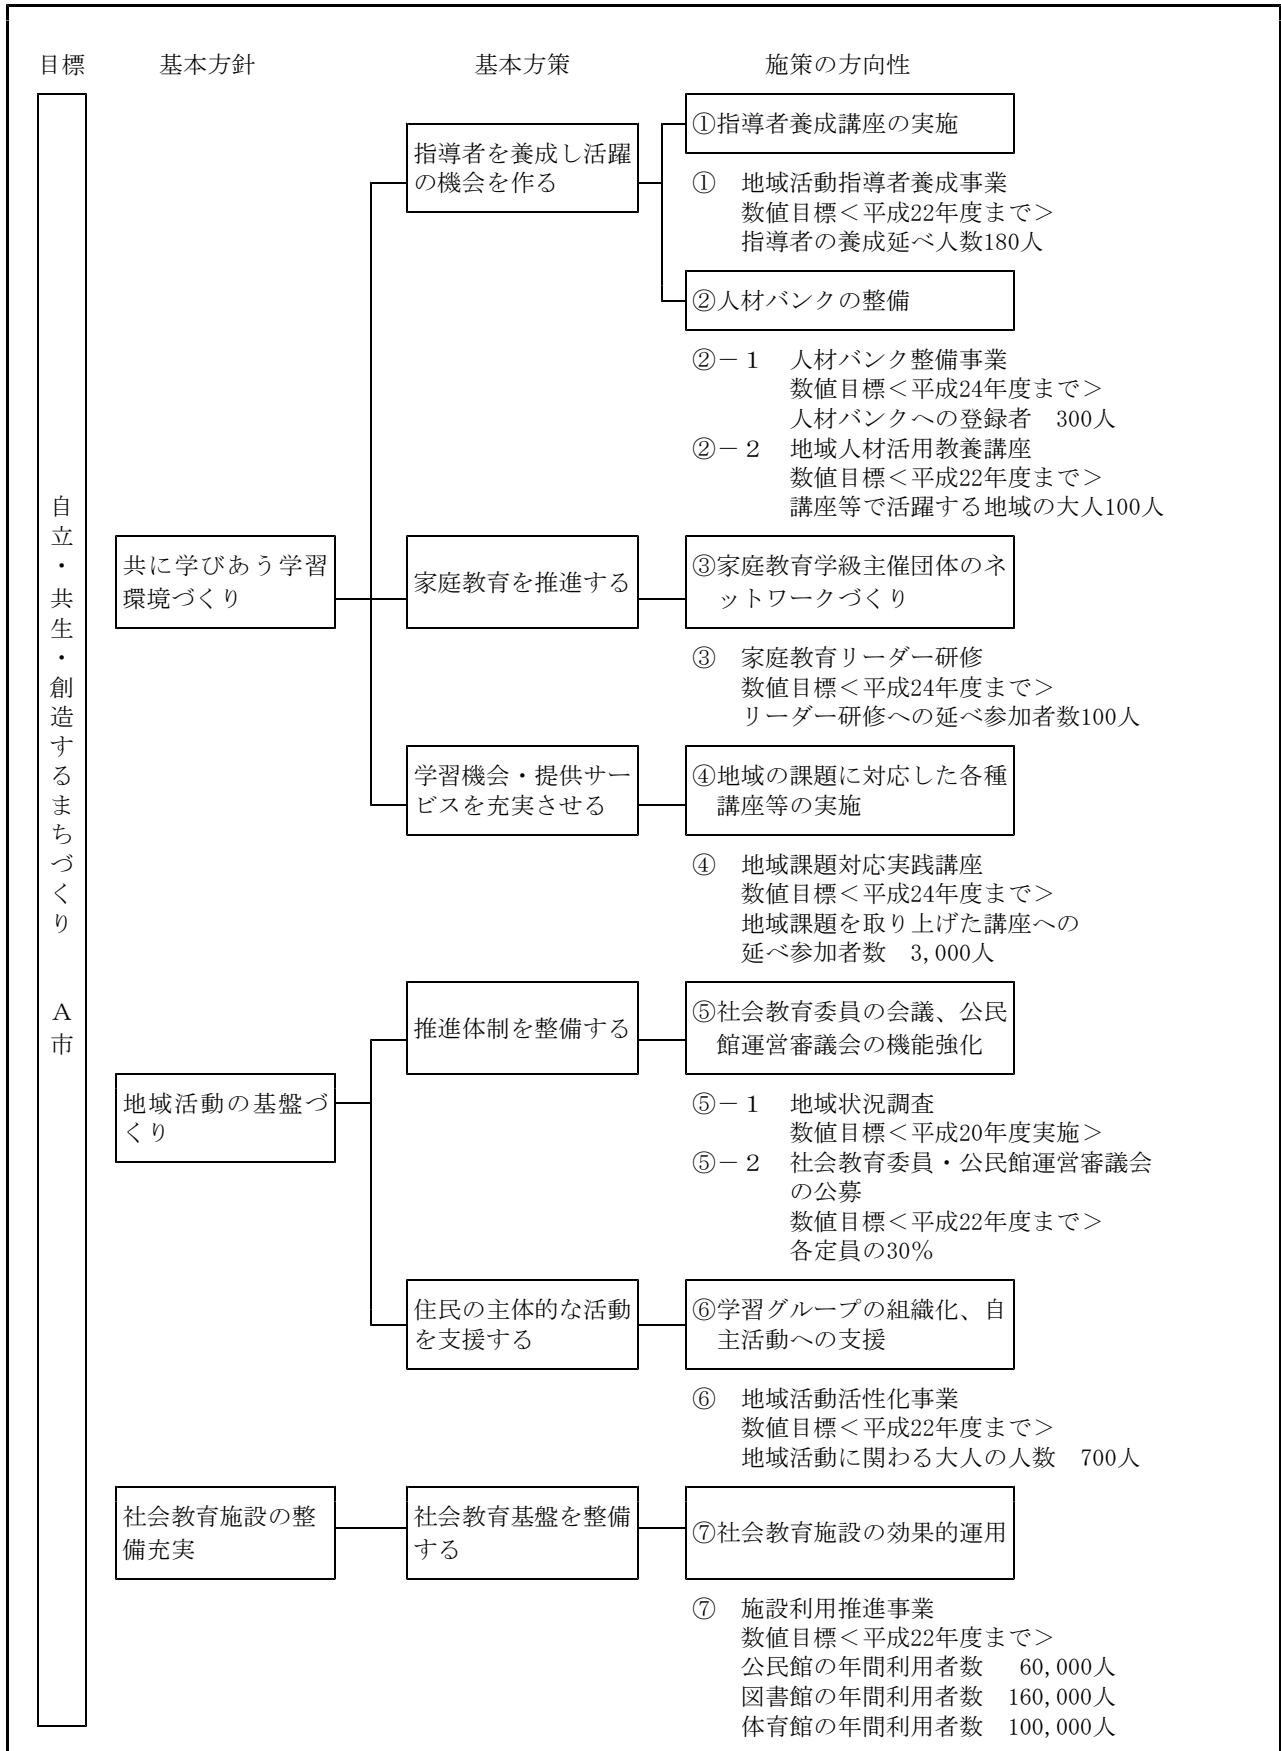 目標　基本方針　基本方策　施策の方向性
自立・共生・創造するまちづくり　A市
共に学びあう学習
環境づくり
指導者を養成し活躍
の機会を作る
①指導者養成講座の実施
①　地域活動指導者養成事業
数値目標＜平成22年度まで＞
指導者の養成延べ人数180人
②人材バンクの整備
②－１　人材バンク整備事業
数値目標＜平成24年度まで＞
人材バンクへの登録者　300人
②－２　地域人材活用教養講座
数値目標＜平成22年度まで＞
講座等で活躍する地域の大人100人
家庭教育を推進する
③家庭教育学級主催団体のネ
ットワークづくり
③　家庭教育リーダー研修
数値目標＜平成24年度まで＞
リーダー研修への延べ参加者数100人
学習機会・提供サー
ビスを充実させる
④地域の課題に対応した各種
講座等の実施
④　地域課題対応実践講座
数値目標＜平成24年度まで＞
地域課題を取り上げた講座への
延べ参加者数　3,000人
地域活動の基盤づ
くり
推進体制を整備する
⑤社会教育委員の会議、公民
館運営審議会の機能強化
⑤－１　地域状況調査
数値目標＜平成20年度実施＞
⑤－２　社会教育委員・公民館運営審議会
の公募
数値目標＜平成22年度まで＞
各定員の30％
住民の主体的な活動
を支援する
⑥学習グループの組織化、自
主活動への支援
⑥　地域活動活性化事業
数値目標＜平成22年度まで＞
地域活動に関わる大人の人数　700人
社会教育施設の整
備充実
社会教育基盤を整備
する
⑦社会教育施設の効果的運用
⑦　施設利用推進事業
数値目標＜平成22年度まで＞
公民館の年間利用者数　60,000人
図書館の年間利用者数　160,000人
体育館の年間利用者数　100,000人